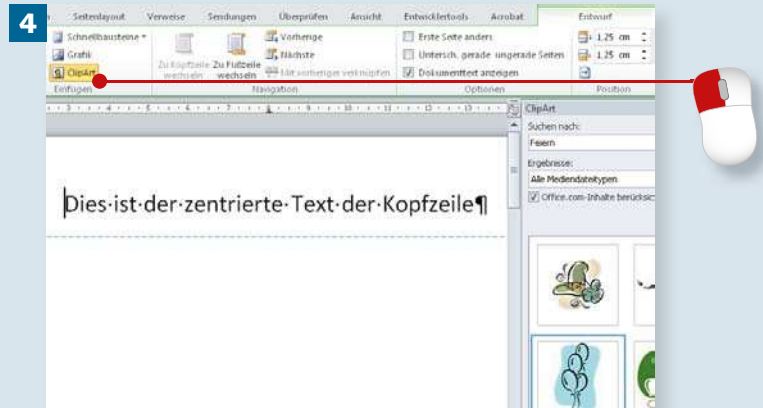 4
Seitenlayout Verweise Sendungen Überprüfen Ansicht Entwicklertools Acrobat Entwurf
Schnellbausteine
Grafik
ClipArt
Einfügen
Zu Kopfzeile wechseln
Zu Fußzeile wechseln
Vorherige
Nächste
Mit vorheriger verknüpfen
Navigation
Erste Seite anders
Untersch. gerade ungerade Seiten
Dokumenttext anzeigen
Optionen
1,25 cm
1,25 cm
Position
ClipArt
Suchen nach:
Feiern
Ergebnisse:
Alle Mediendateitypen
Office.com-Inhalte
Dies·ist·der·zentrierte·Text·der·Kopfzeile¶